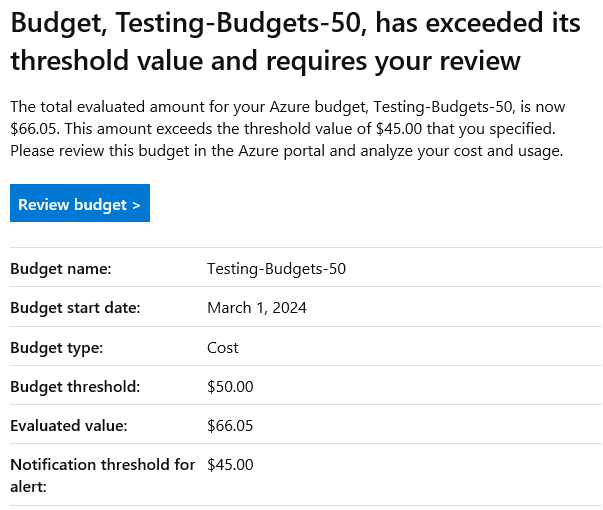 Budget, Testing-Budgets-50, has exceeded its
threshold value and requires your review
The total evaluated amount for your Azure budget, Testing-Budgets-50, is now
$66.05. This amount exceeds the threshold value of $45.00 that you specified.
Please review this budget in the Azure portal and analyze your cost and usage.
Review budget >
Budget name: Testing-Budgets-50
Budget start date: March 1, 2024
Budget type: Cost
Budget threshold: $50.00
Evaluated value: $66.05
Notification threshold for $45.00
alert: